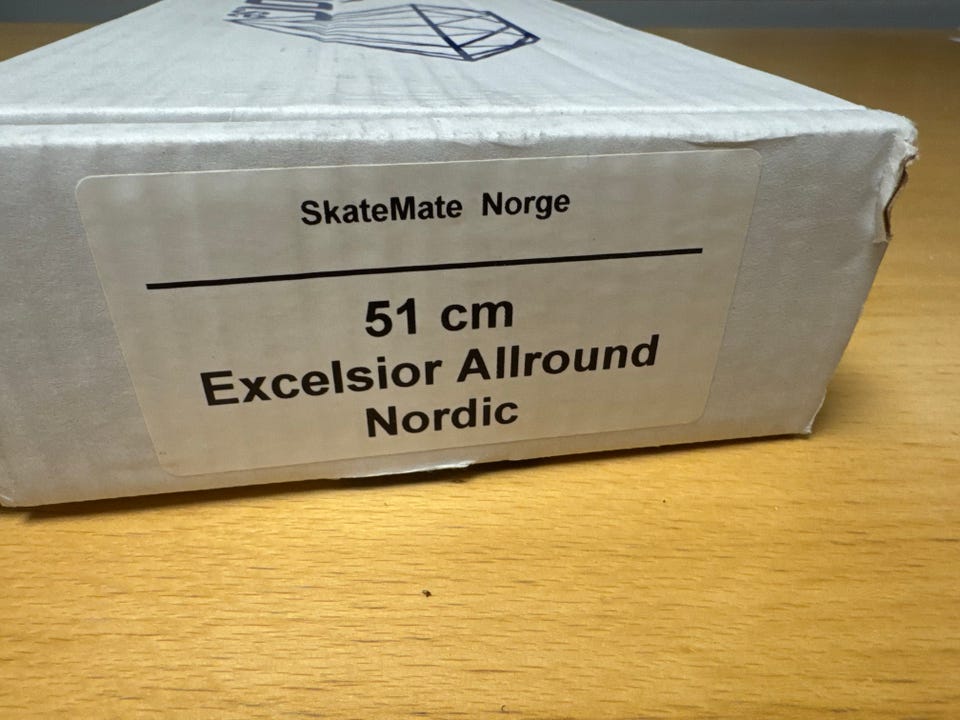 SkateMate Norge
51 cm
Excelsior Allround
Nordic